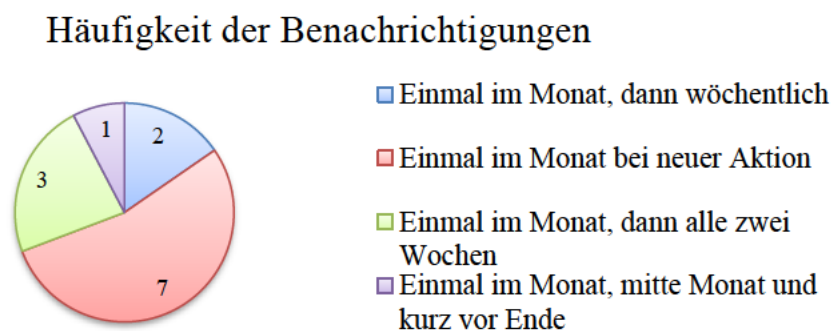 Häufigkeit der Benachrichtigungen
1
2
3
7
Einmal im Monat, dann wöchentlich
Einmal im Monat bei neuer Aktion
Einmal im Monat, dann alle zwei
Wochen
Einmal im Monat, mitte Monat und
kurz vor Ende